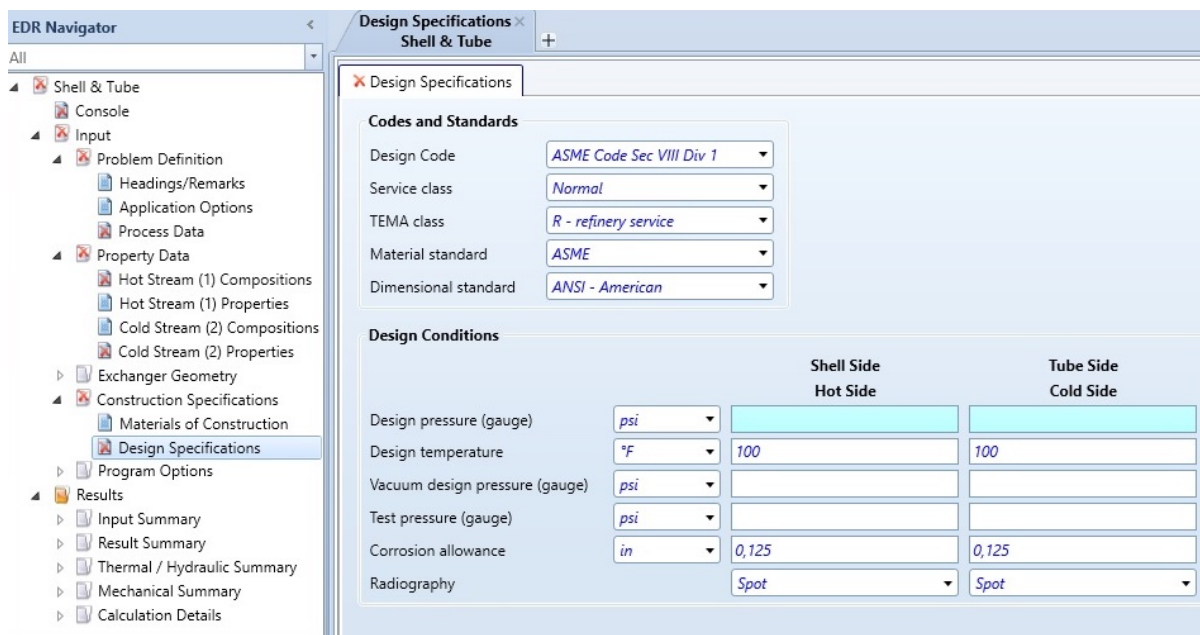 EDR Navigator
All
Shell & Tube
Console
Input
Problem Definition
Headings/Remarks
Application Options
Process Data
Property Data
Hot Stream (1) Compositions
Hot Stream (1) Properties
Cold Stream (2) Compositions
Cold Stream (2) Properties
Exchanger Geometry
Construction Specifications
Materials of Construction
Design Specifications
Program Options
Results
Input Summary
Result Summary
Thermal / Hydraulic Summary
Mechanical Summary
Calculation Details
Design Specifications
Shell & Tube
Design Specifications
Codes and Standards
Design Code ASME Code Sec VIII Div 1
Service class Normal
TEMA class R - refinery service
Material standard ASME
Dimensional standard ANSI - American
Design Conditions
Shell Side Tube Side
Hot Side Cold Side
Design pressure (gauge) psi
Design temperature °F 100 100
Vacuum design pressure (gauge) psi
Test pressure (gauge) psi
Corrosion allowance in 0,125 0,125
Radiography Spot Spot